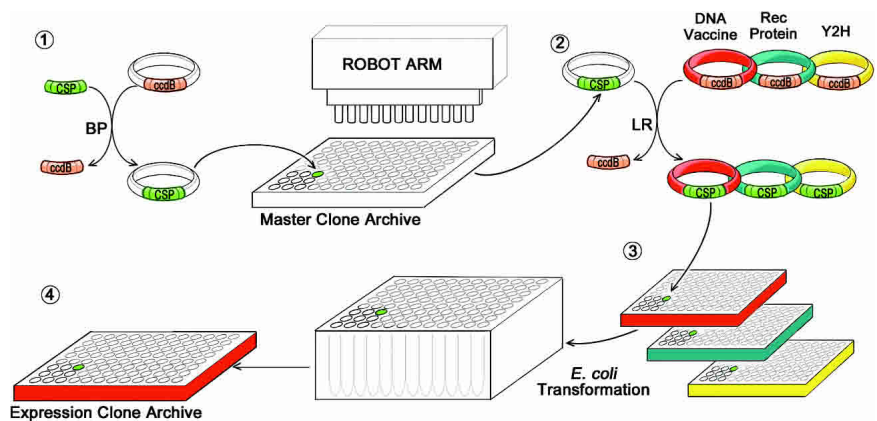 1
CSP
ccdB
BP
ccdB
CSP
ROBOT ARM
Master Clone Archive
2
CSP
LR
ccdB
DNA
Vaccine
Rec
Protein
Y2H
ccdB
ccdB
ccdB
CSP
CSP
CSP
3
E. coli
Transformation
4
Expression Clone Archive